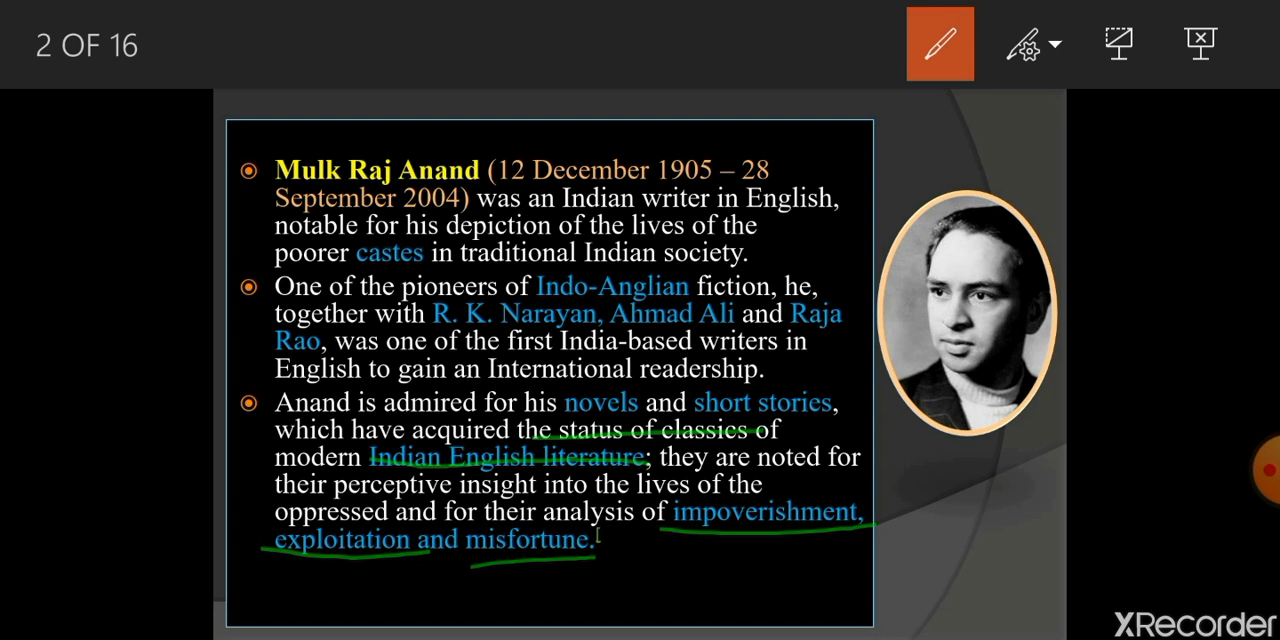 2 OF 16
Mulk Raj Anand (12 December 1905 – 28
September 2004) was an Indian writer in English,
notable for his depiction of the lives of the
poorer castes in traditional Indian society.
One of the pioneers of Indo-Anglian fiction, he,
together with R. K. Narayan, Ahmad Ali and Raja
Rao, was one of the first India-based writers in
English to gain an International readership.
Anand is admired for his novels and short stories,
which have acquired the status of classics of
modern Indian English literature; they are noted for
their perceptive insight into the lives of the
oppressed and for their analysis of impoverishment,
exploitation and misfortune.
XRecorder